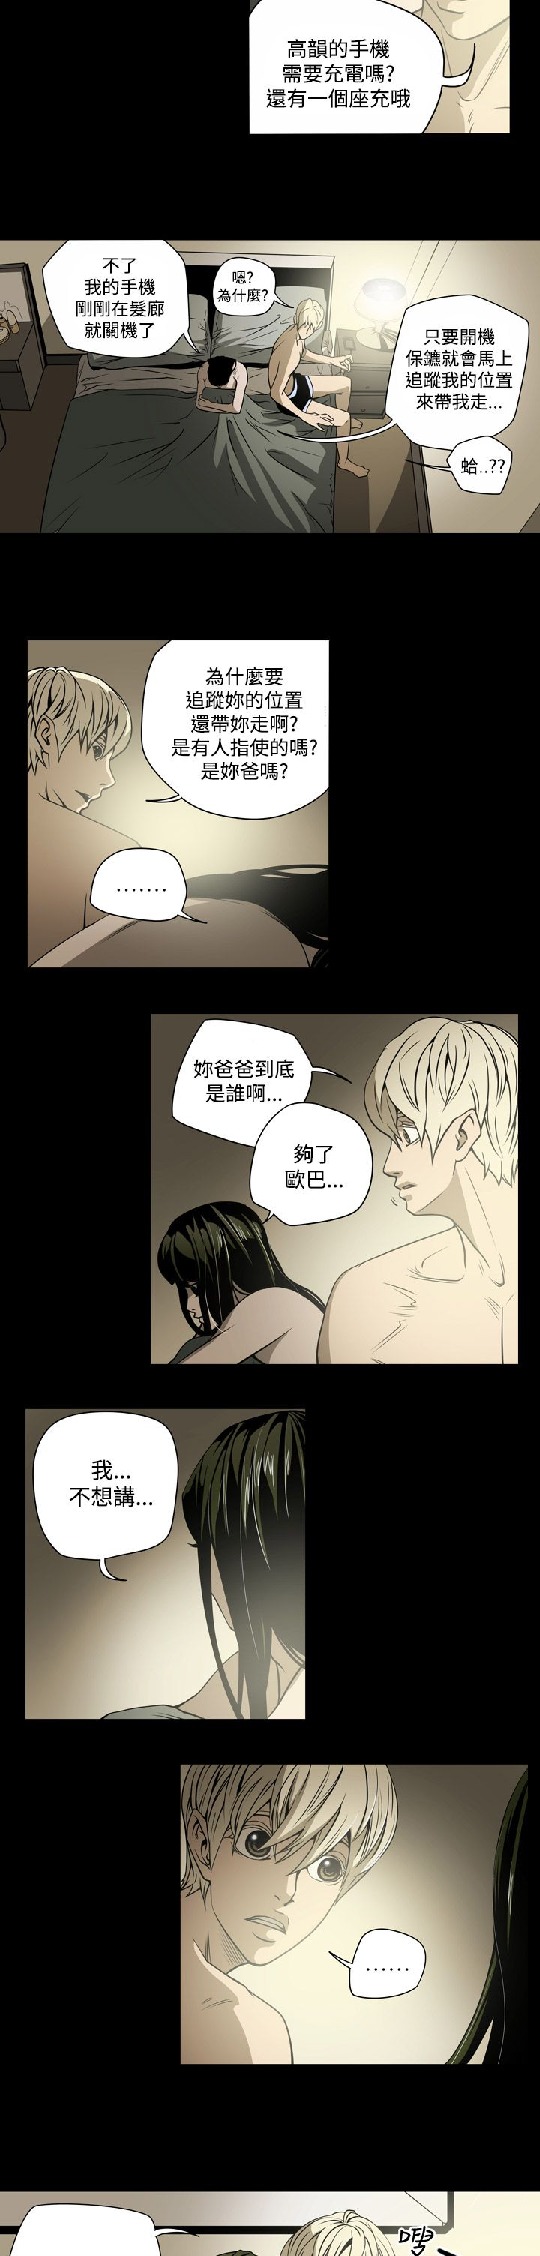 高韻的手機
需要充電嗎?
還有一個座充哦
不了
我的手機
剛剛在髮廊
就關機了
嗯?
為什麼?
只要開機
保鑣就會馬上
追蹤我的位置
來帶我走...
蛤..??
為什麼要
追蹤妳的位置
還帶妳走啊?
是有人指使的嗎?
是妳爸嗎?
.......
妳爸爸到底
是誰啊...
夠了
歐巴...
我...
不想講...
......